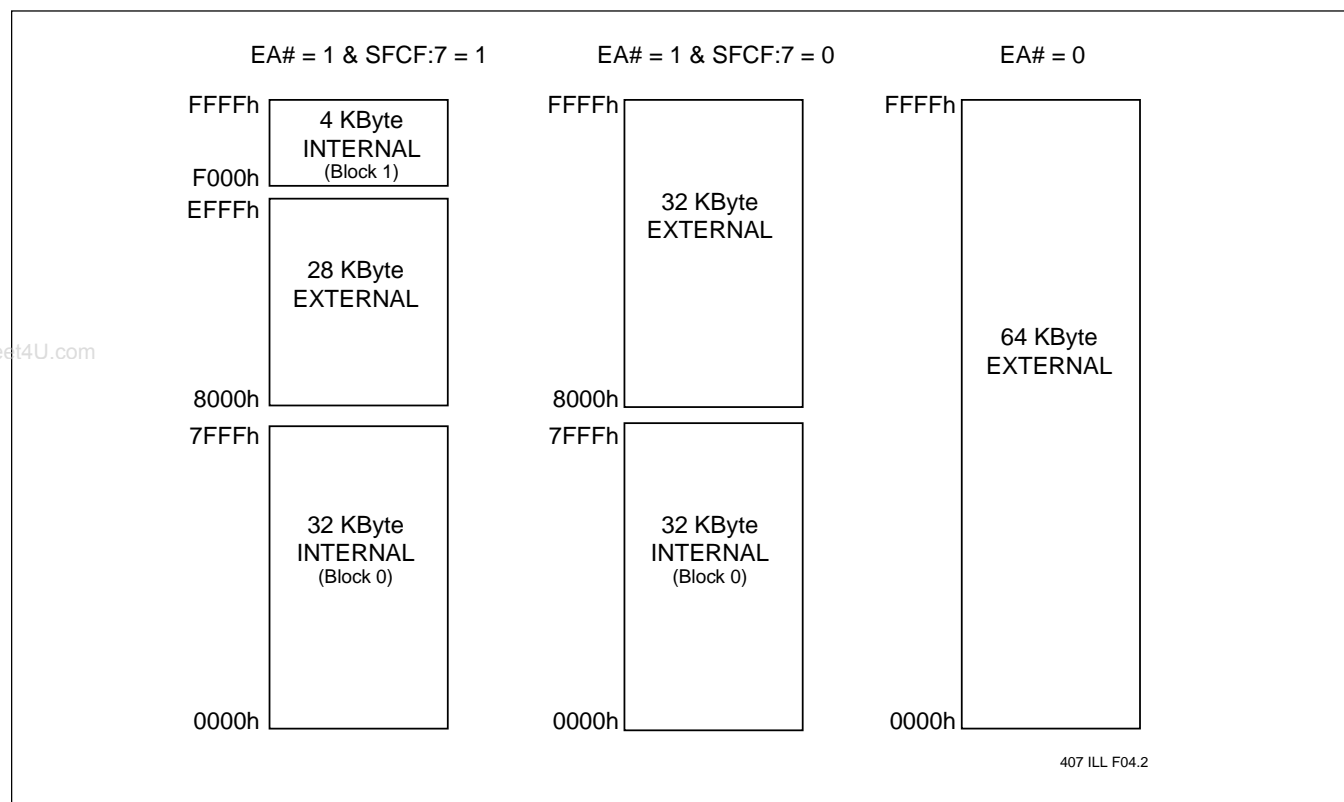 EA# = 1 & SFCF:7 = 1
FFFFh
4 KByte
INTERNAL
(Block 1)
F000h
EFFFh
28 KByte
EXTERNAL
8000h
7FFFh
32 KByte
INTERNAL
(Block 0)
0000h
EA# = 1 & SFCF:7 = 0
FFFFh
32 KByte
EXTERNAL
8000h
7FFFh
32 KByte
INTERNAL
(Block 0)
0000h
EA# = 0
FFFFh
64 KByte
EXTERNAL
0000h
407 ILL F04.2
et4U.com